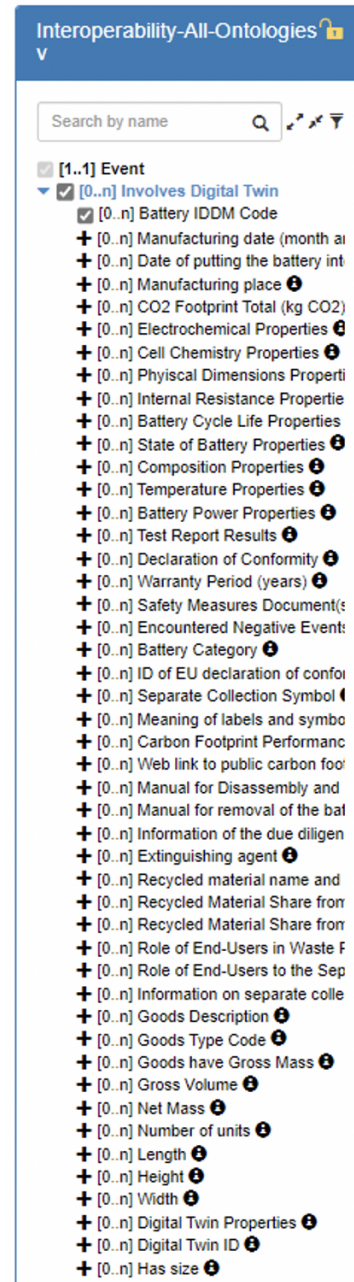 Interoperability-All-Ontologies
v
Search by name
[1..1] Event
[0..n] Involves Digital Twin
[0..n] Battery IDDM Code
[0..n] Manufacturing date (month
[0..n] Date of putting the battery
[0..n] Manufacturing place
[0..n] CO2 Footprint Total (kg CO2)
[0..n] Electrochemical Properties
[0..n] Cell Chemistry Properties
[0..n] Phyiscal Dimensions Properti
[0..n] Internal Resistance Propertie
[0..n] Battery Cycle Life Properties
[0..n] State of Battery Properties
[0..n] Composition Properties
[0..n] Temperature Properties
[0..n] Battery Power Properties
[0..n] Test Report Results
[0..n] Declaration of Conformity
[0..n] Warranty Period (years)
[0..n] Safety Measures Document(s
[0..n] Encountered Negative Events
[0..n] Battery Category
[0..n] ID of EU declaration of confor
[0..n] Separate Collection Symbol
[0..n] Meaning of labels and symbo
[0..n] Carbon Footprint Performanc
[0..n] Web link to public carbon foot
[0..n] Manual for Disassembly and
[0..n] Manual for removal of the bat
[0..n] Information of the due diligen
[0..n] Extinguishing agent
[0..n] Recycled material name and
[0..n] Recycled Material Share from
[0..n] Recycled Material Share from
[0..n] Role of End-Users in Waste P
[0..n] Role of End-Users to the Sep
[0..n] Information on separate colle
[0..n] Goods Description
[0..n] Goods Type Code
[0..n] Goods have Gross Mass
[0..n] Gross Volume
[0..n] Net Mass
[0..n] Number of units
[0..n] Length
[0..n] Height
[0..n] Width
[0..n] Digital Twin Properties
[0..n] Digital Twin ID
[0..n] Has size